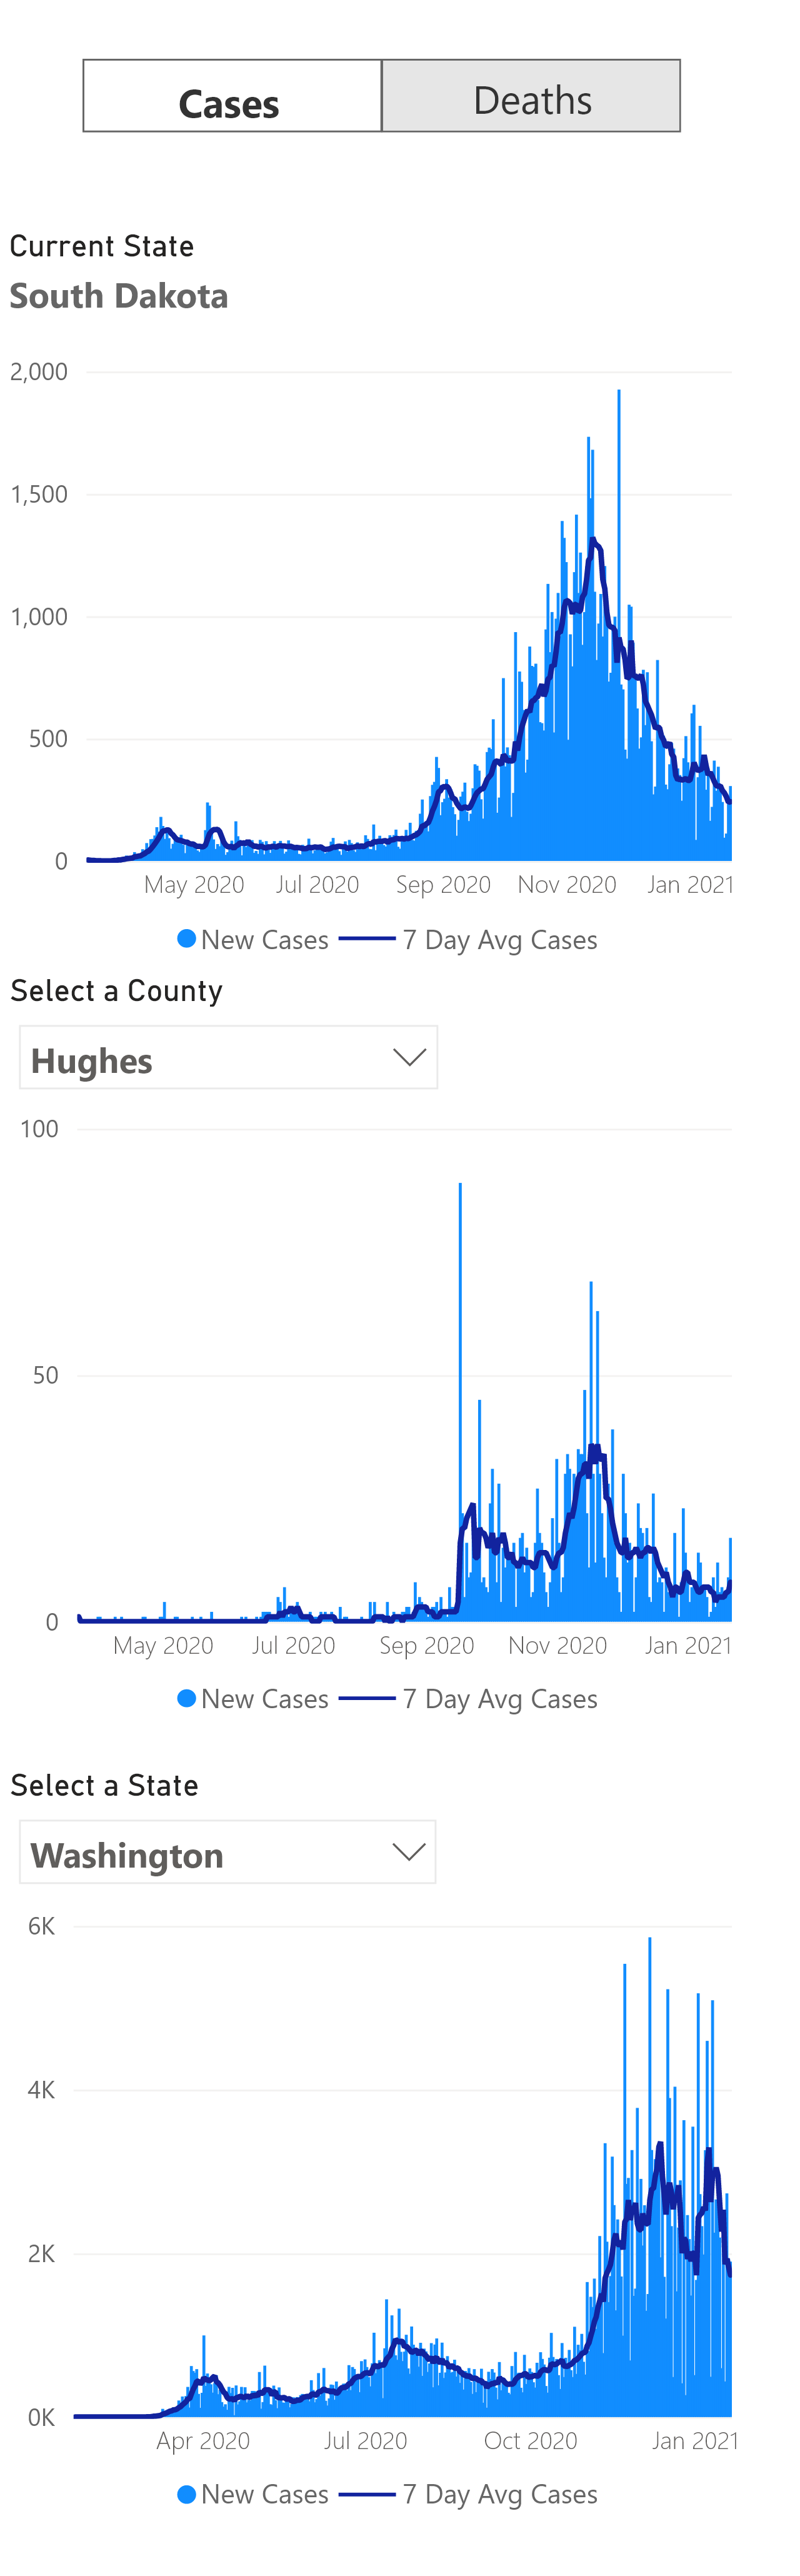 Cases Deaths
Current State
South Dakota
2,000
1,500
1,000
500
0
May 2020 Jul 2020 Sep 2020 Nov 2020 Jan 2021
New Cases 7 Day Avg Cases
Select a County
Hughes
100
50
0
May 2020 Jul 2020 Sep 2020 Nov 2020 Jan 2021
New Cases 7 Day Avg Cases
Select a State
Washington
6K
4K
2K
0K
Apr 2020 Jul 2020 Oct 2020 Jan 2021
New Cases 7 Day Avg Cases